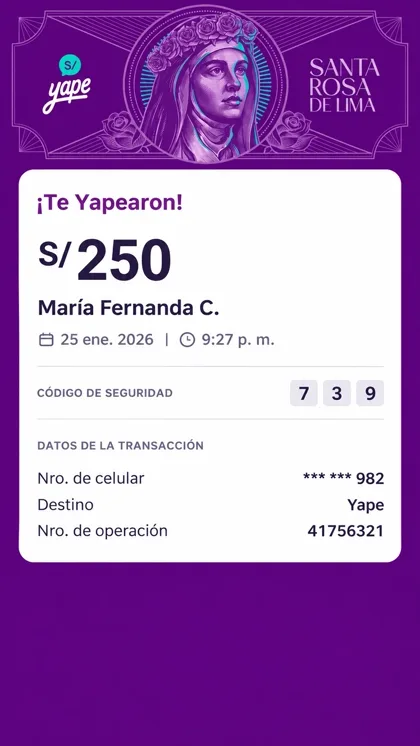 S/
yape
SANTA
ROSA
DE LIMA
¡Te Yapearon!
S/ 250
María Fernanda C.
25 ene. 2026 | 9:27 p. m.
CÓDIGO DE SEGURIDAD 7 3 9
DATOS DE LA TRANSACCIÓN
Nro. de celular *** *** 982
Destino Yape
Nro. de operación 41756321